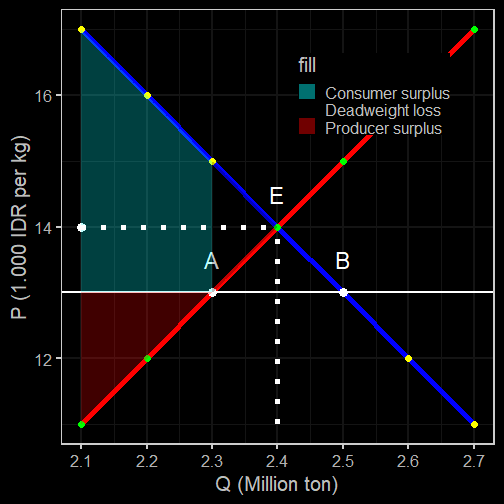 fill
Consumer surplus
Deadweight loss
Producer surplus
16
14
12
E
A
B
P (1.000 IDR per kg)
2.1 2.2 2.3 2.4 2.5 2.6 2.7
Q (Million ton)